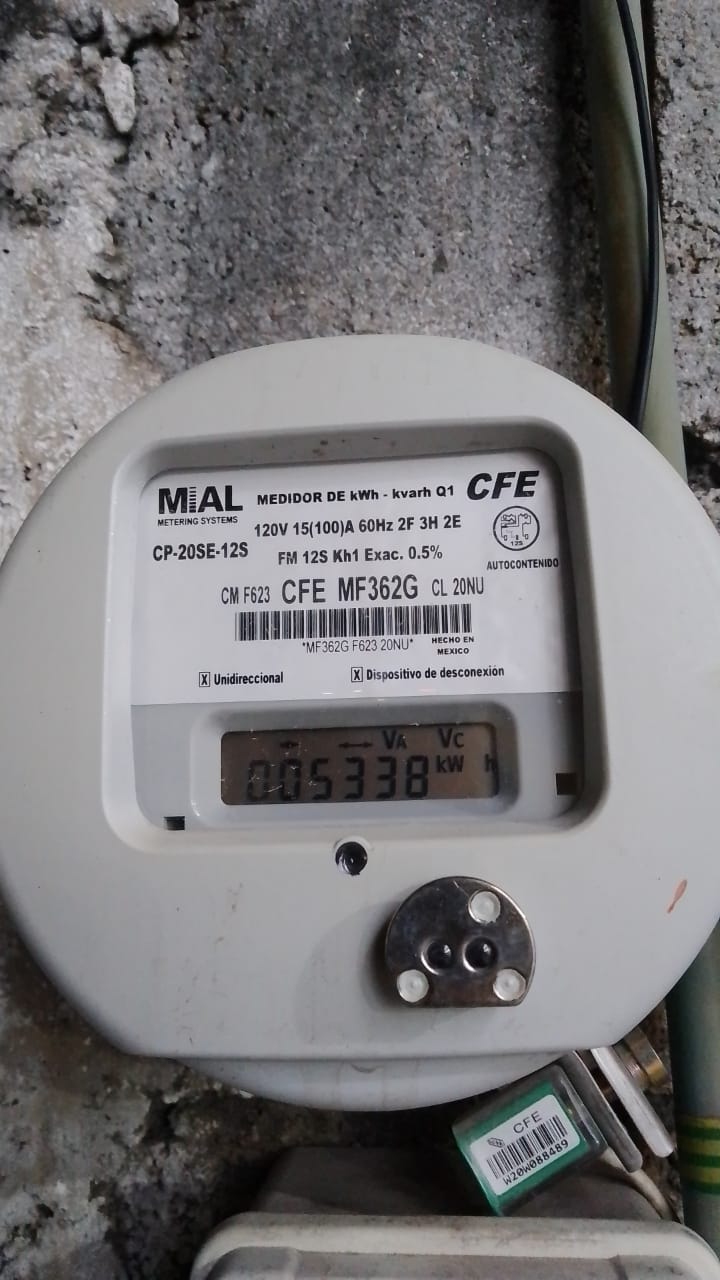 MIAL
METERING SYSTEMS
MEDIDOR DE kWh - kvarh Q1
CFE
120V 15(100)A 60Hz 2F 3H 2E
CP-20SE-12S
FM 12S Kh1 Exac. 0.5%
12S
AUTOCONTENIDO
CM F623 CFE MF362G CL 20NU
*MF362G F623 20NU*
HECHO EN
MEXICO
X Unidireccional
X Dispositivo de desconexión
VA VC
005338 kW h
CFE
W20W088489